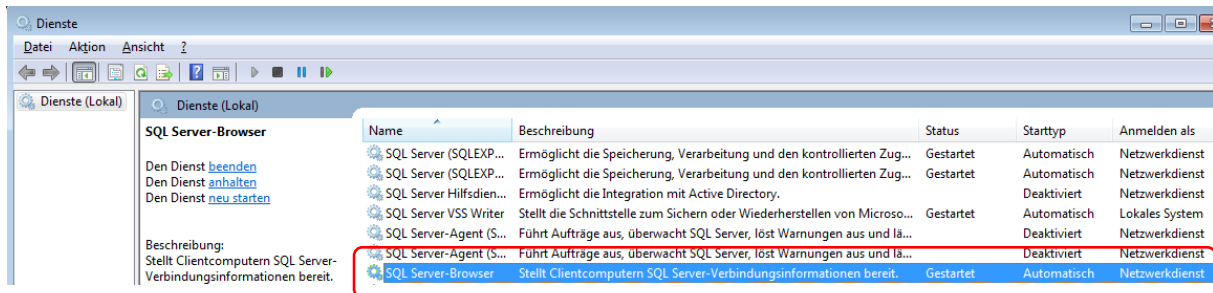 Dienste
Datei Aktion Ansicht ?
Dienste (Lokal)
Dienste (Lokal)
SQL Server-Browser
Den Dienst beenden
Den Dienst anhalten
Den Dienst neu starten
Beschreibung:
Stellt Clientcomputern SQL Server-
Verbindungsinformationen bereit.
Name Beschreibung Status Starttyp Anmelden als
SQL Server (SQLEXP... Ermöglicht die Speicherung, Verarbeitung und den kontrollierten Zug... Gestartet Automatisch Netzwerkdienst
SQL Server (SQLEXP... Ermöglicht die Speicherung, Verarbeitung und den kontrollierten Zug... Gestartet Automatisch Netzwerkdienst
SQL Server Hilfsdien... Ermöglicht die Integration mit Active Directory. Deaktiviert Netzwerkdienst
SQL Server VSS Writer Stellt die Schnittstelle zum Sichern oder Wiederherstellen von Microso... Gestartet Automatisch Lokales System
SQL Server-Agent (S... Führt Aufträge aus, überwacht SQL Server, löst Warnungen aus und lä... Deaktiviert Netzwerkdienst
SQL Server-Agent (S... Führt Aufträge aus, überwacht SQL Server, löst Warnungen aus und lä... Deaktiviert Netzwerkdienst
SQL Server-Browser Stellt Clientcomputern SQL Server-Verbindungsinformationen bereit. Gestartet Automatisch Netzwerkdienst